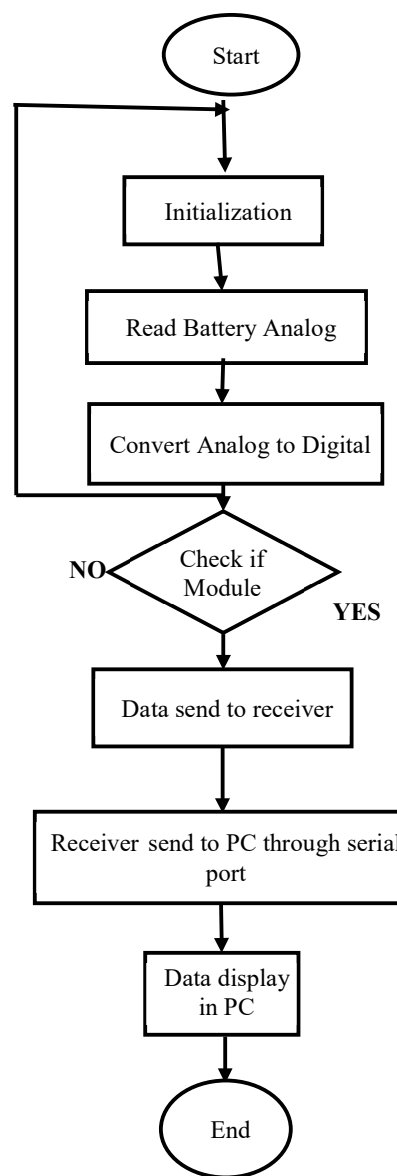 Start
Initialization
Read Battery Analog
Convert Analog to Digital
Check if
Module
NO
YES
Data send to receiver
Receiver send to PC through serial
port
Data display
in PC
End